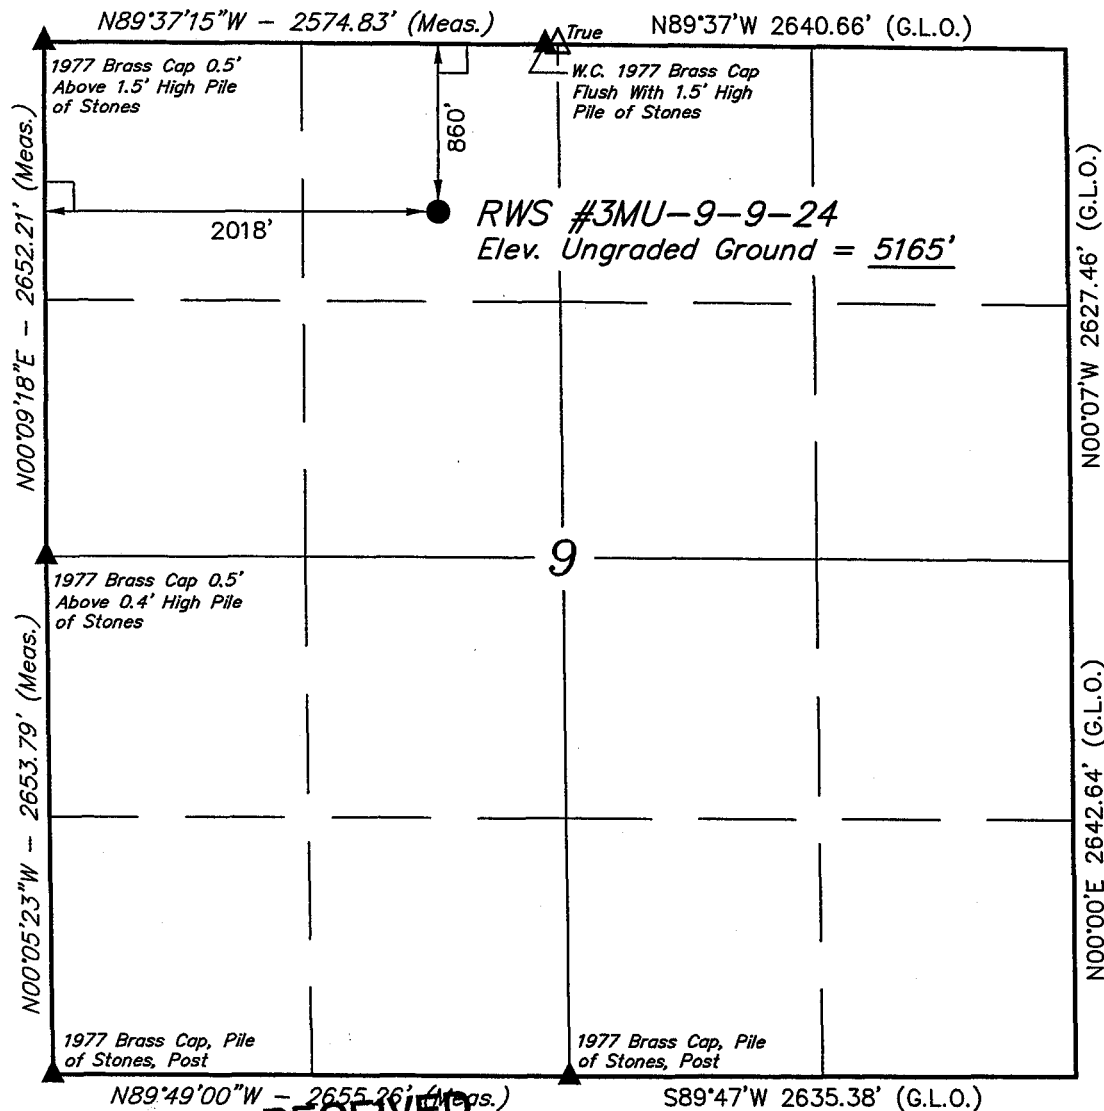 N89°37'15"W - 2574.83' (Meas.)
True
N89°37'W 2640.66' (G.L.O.)
1977 Brass Cap 0.5'
Above 1.5' High Pile
of Stones
W.C. 1977 Brass Cap
Flush With 1.5' High
Pile of Stones
860'
N00°09'18"E - 2652.21' (Meas.)
2018'
RWS #3MU-9-9-24
Elev. Ungraded Ground = 5165'
N00°07'W 2627.46' (G.L.O.)
9
1977 Brass Cap 0.5'
Above 0.4' High Pile
of Stones
N00°05'23"W - 2653.79' (Meas.)
N00°00'E 2642.64' (G.L.O.)
1977 Brass Cap, Pile
of Stones, Post
1977 Brass Cap, Pile
of Stones, Post
N89°49'00"W - 2655.26' (Meas.)
S89°47'W 2635.38' (G.L.O.)
RECEIVED